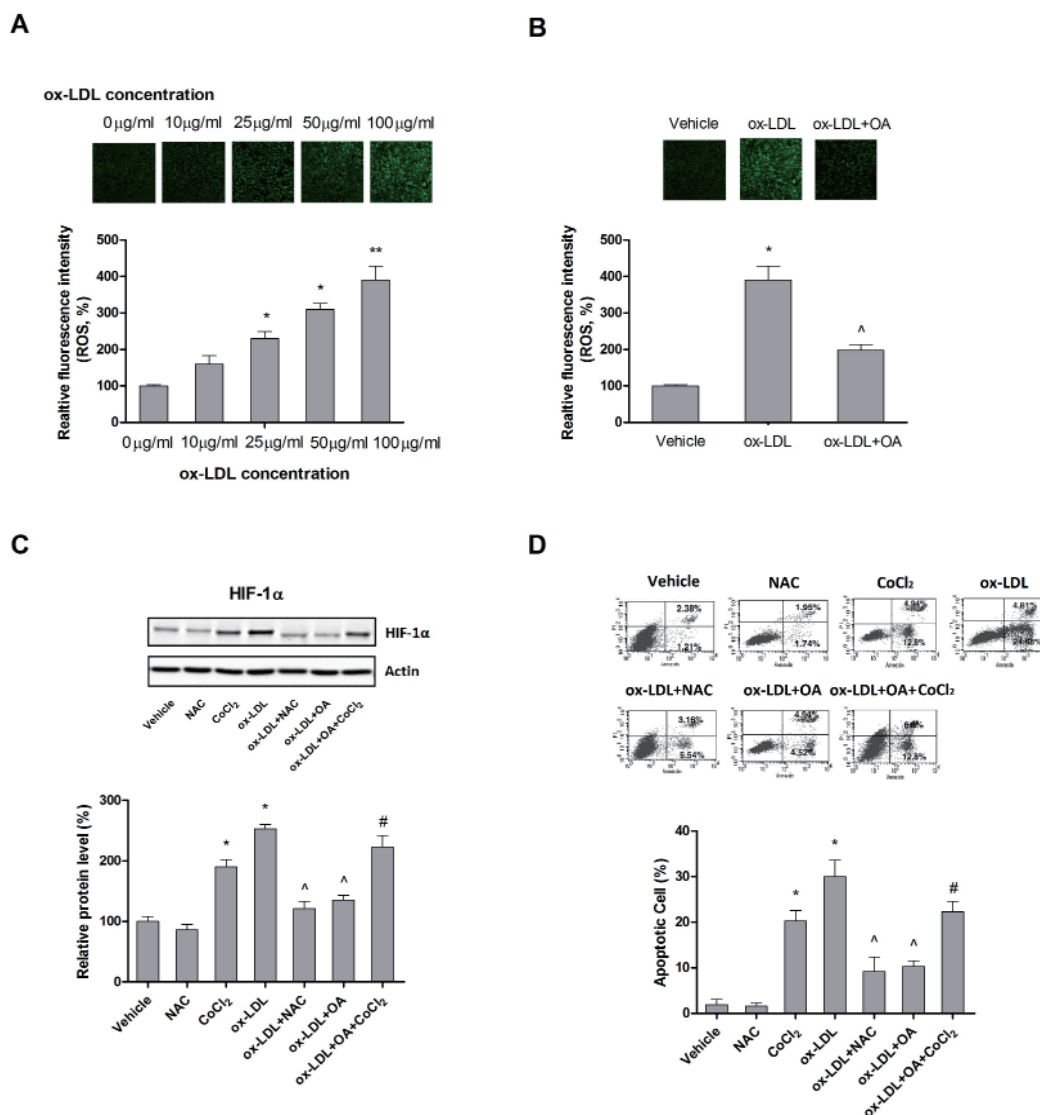 A
ox-LDL concentration
0μg/ml 10μg/ml 25μg/ml 50μg/ml 100μg/ml
Realtive fluorescence intensity
(ROS, %)
500
400
300
200
100
0
*
*
**
0μg/ml 10μg/ml 25μg/ml 50μg/ml 100μg/ml
ox-LDL concentration
B
Vehicle ox-LDL ox-LDL+OA
Realtive fluorescence intensity
(ROS, %)
500
400
300
200
100
0
*
^
Vehicle ox-LDL ox-LDL+OA
C
HIF-1α
HIF-1α
Actin
Vehicle NAC CoCl₂ ox-LDL ox-LDL+NAC ox-LDL+OA ox-LDL+OA+CoCl₂
Relative protein level (%)
300
200
100
0
*
*
^
^
#
Vehicle NAC CoCl₂ ox-LDL ox-LDL+NAC ox-LDL+OA ox-LDL+OA+CoCl₂
D
Vehicle NAC CoCl₂ ox-LDL
2.38% 1.95% 4.94% 4.61%
1.21% 1.74% 12.8%
ox-LDL+NAC ox-LDL+OA ox-LDL+OA+CoCl₂
3.16% 4.94%
5.54% 4.52% 12.8%
Apoptotic Cell (%)
40
30
20
10
0
*
*
^
^
#
Vehicle NAC CoCl₂ ox-LDL ox-LDL+NAC ox-LDL+OA ox-LDL+OA+CoCl₂